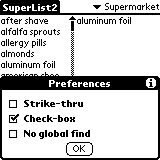 SuperList2
Supermarket
after shave
alfalfa sprouts
allergy pills
almonds
aluminum foil
aluminum foil
Preferences
Strike-thru
Check-box
No global find
OK